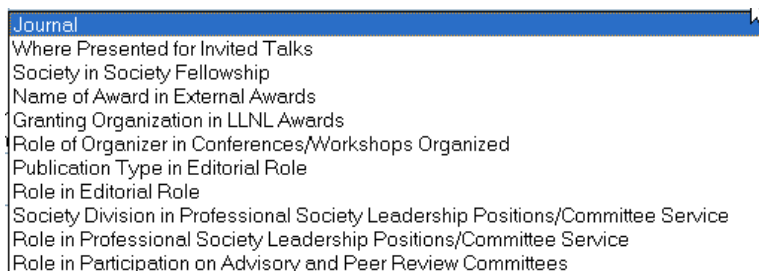 Journal
Where Presented for Invited Talks
Society in Society Fellowship
Name of Award in External Awards
Granting Organization in LLNL Awards
Role of Organizer in Conferences/Workshops Organized
Publication Type in Editorial Role
Role in Editorial Role
Society Division in Professional Society Leadership Positions/Committee Service
Role in Professional Society Leadership Positions/Committee Service
Role in Participation on Advisory and Peer Review Committees